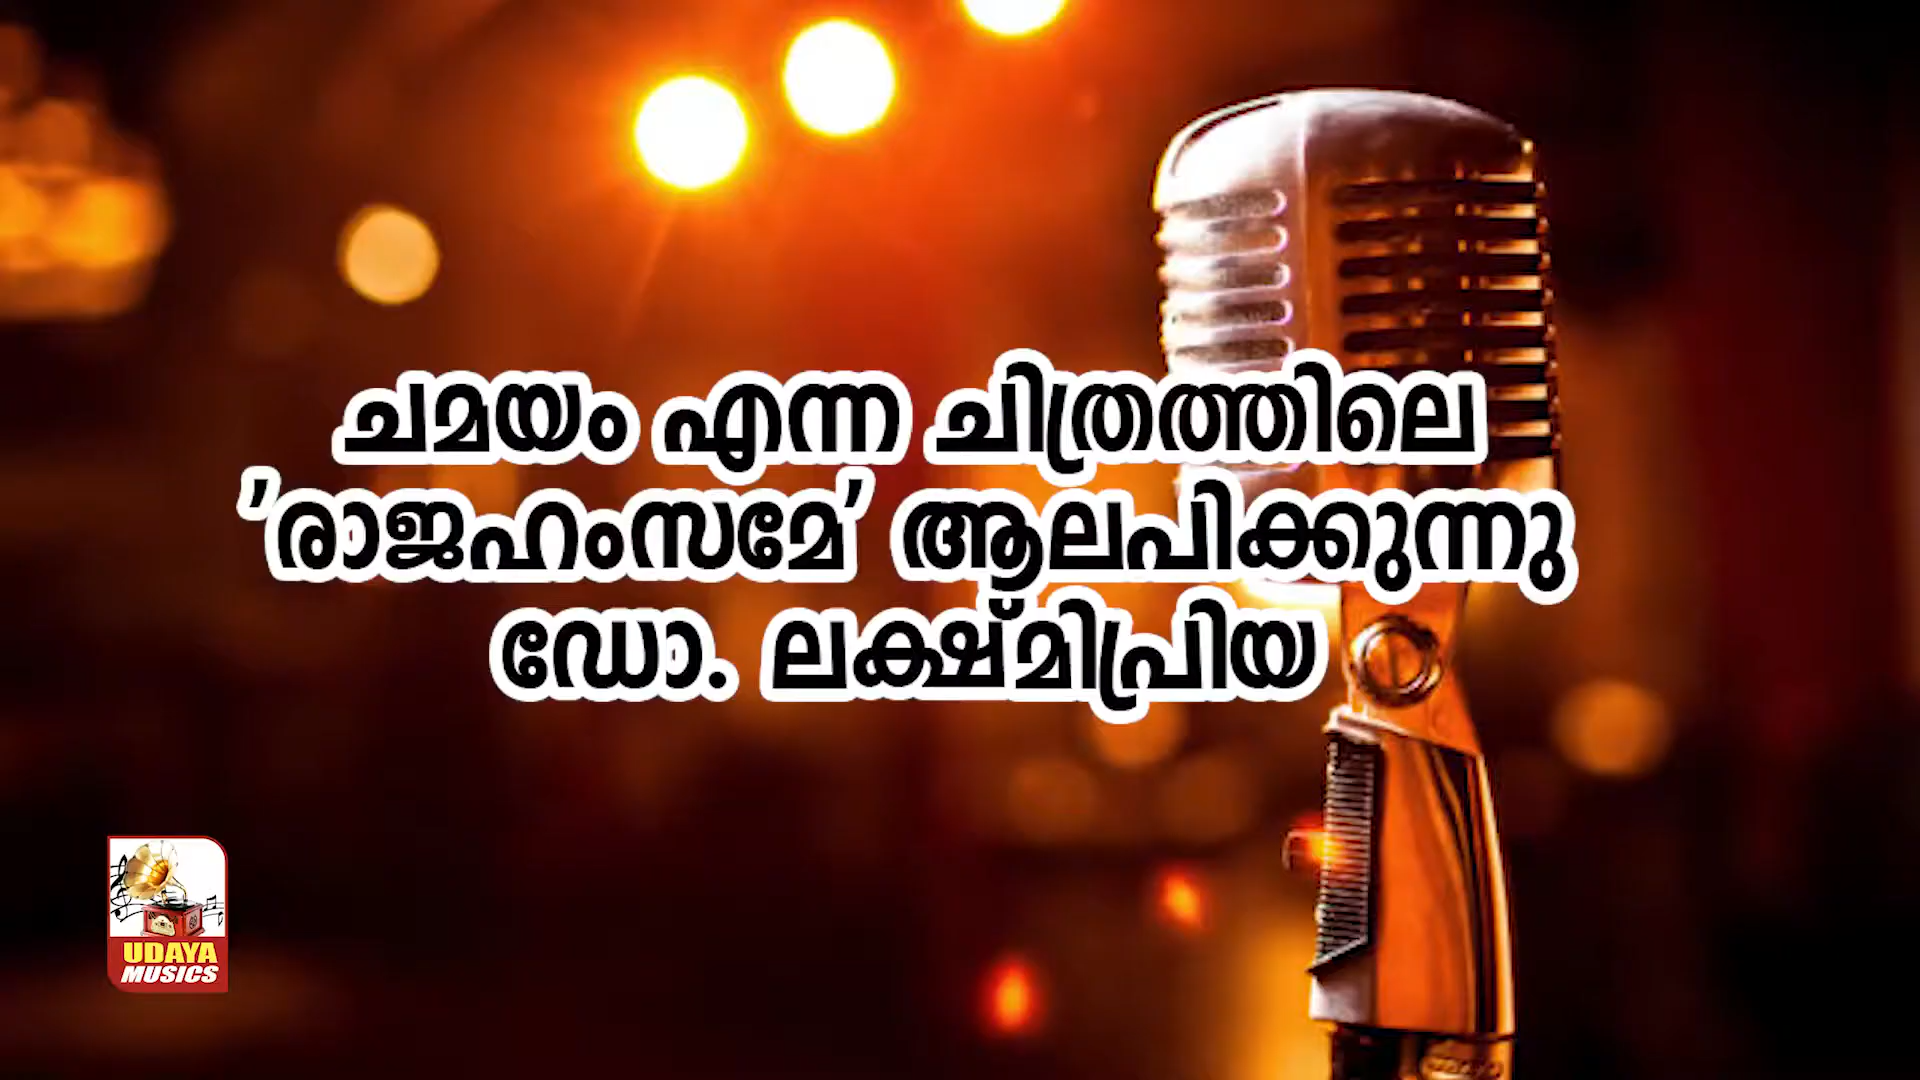 ചമയം എന്ന ചിത്രത്തിലെ
'രാജഹംസമേ' ആലപിക്കുന്നു
ഡോ. ലക്ഷ്മിപ്രിയ
UDAYA
MUSICS